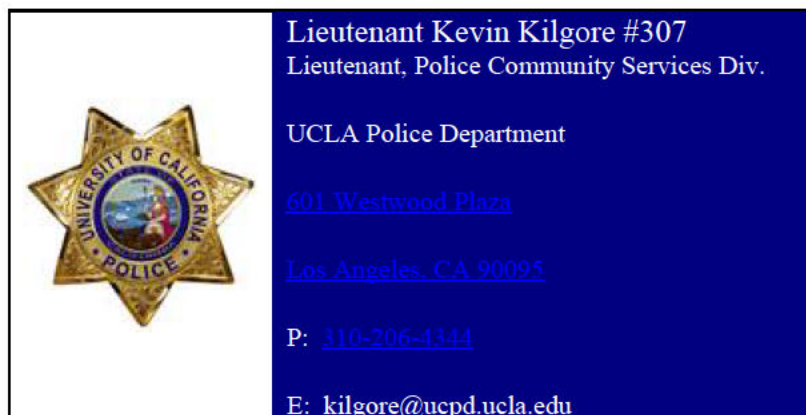 Lieutenant Kevin Kilgore #307
Lieutenant, Police Community Services Div.
UCLA Police Department
601 Westwood Plaza
Los Angeles, CA 90095
P: 310-206-4344
E: kilgore@ucpd.ucla.edu
UNIVERSITY OF CALIFORNIA
POLICE